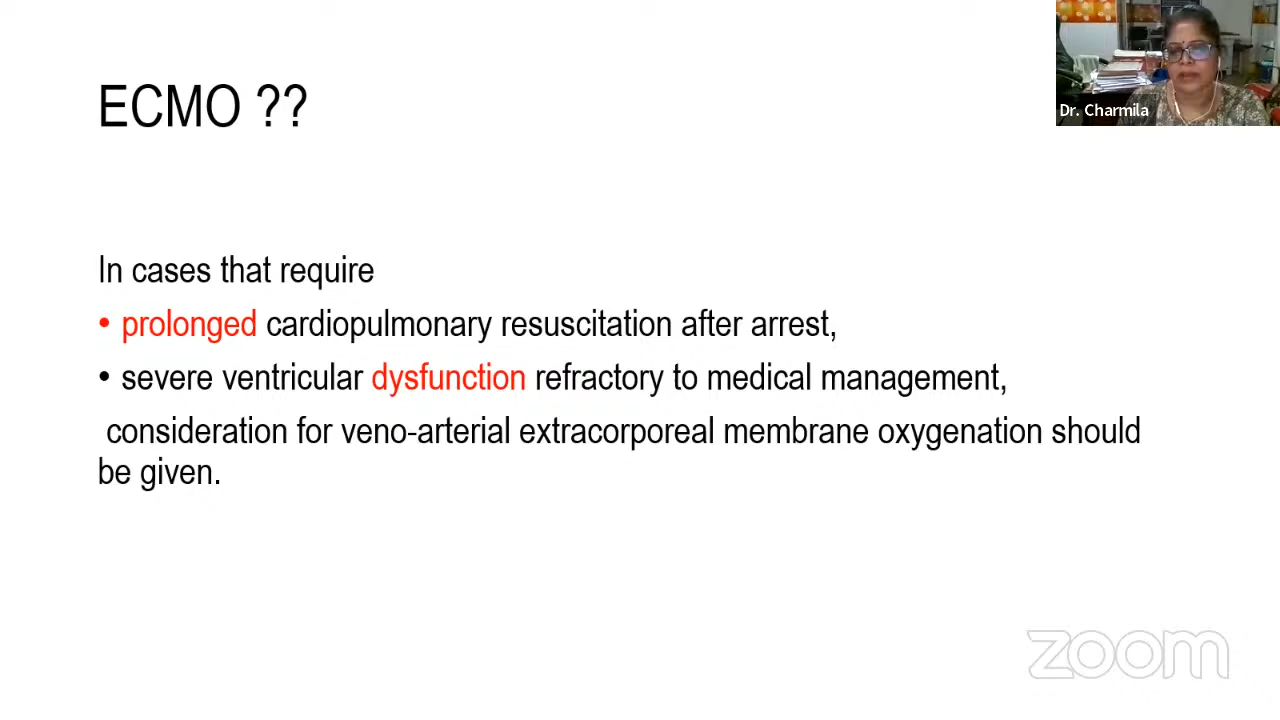 ECMO ??
Dr. Charmila
In cases that require
• prolonged cardiopulmonary resuscitation after arrest,
• severe ventricular dysfunction refractory to medical management,
consideration for veno-arterial extracorporeal membrane oxygenation should
be given.
zoom